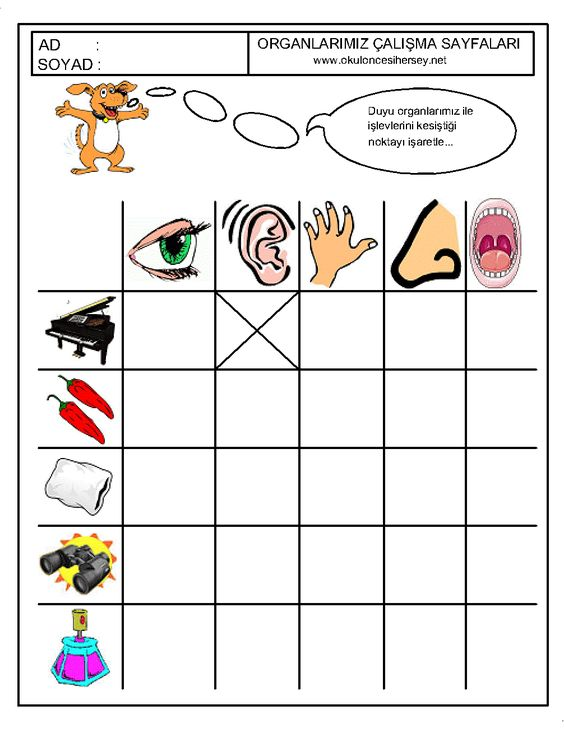 AD :
SOYAD :
ORGANLARIMIZ ÇALIŞMA SAYFALARI
www.okuloncesihersey.net
Duyu organlarımız ile
işlevlerini kesiştiği
noktayı işaretle...